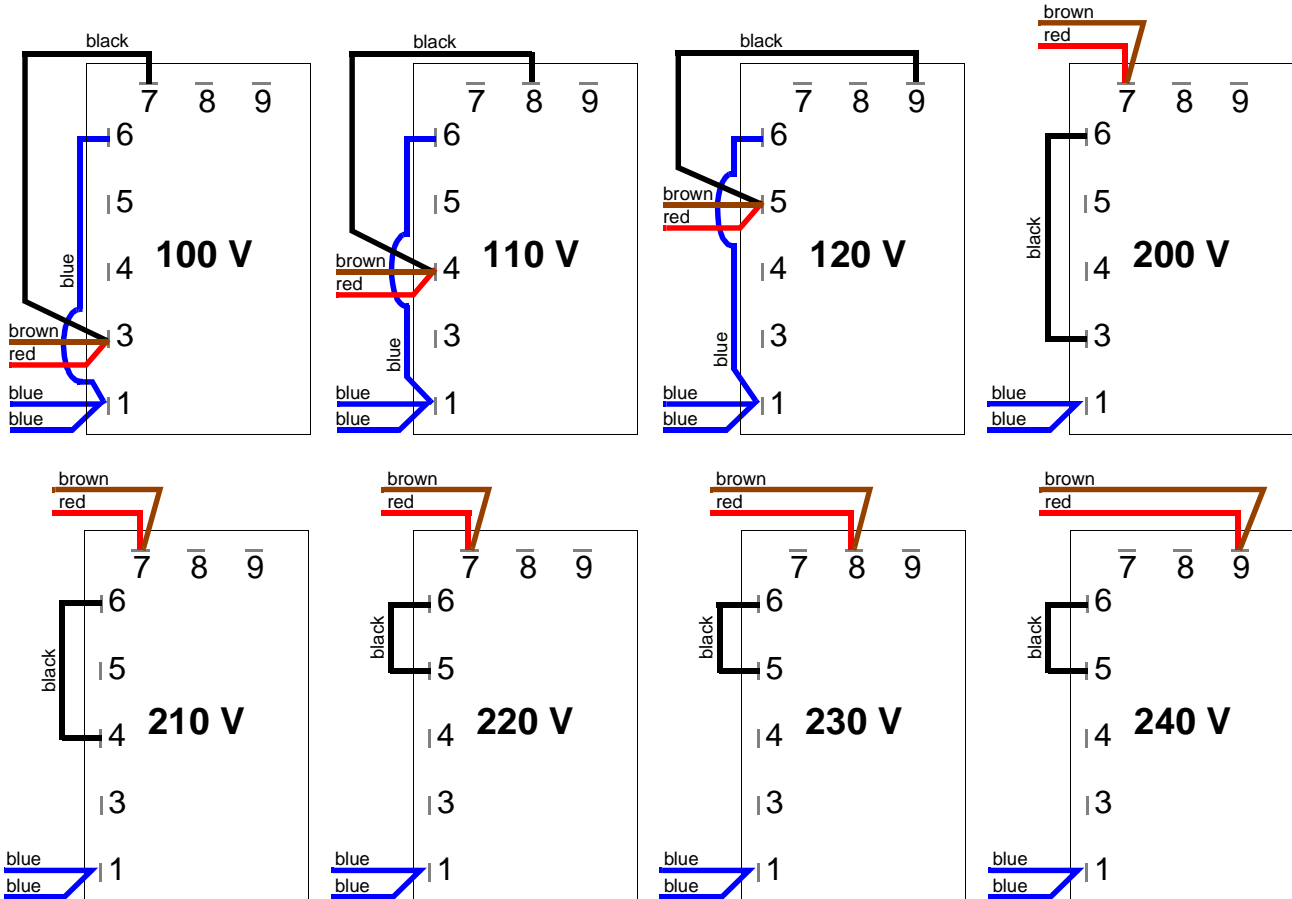 black
7 8 9
6
5
blue
4
100 V
brown
3
red
blue
1
blue
black
7 8 9
6
5
110 V
brown
4
red
3
blue
blue
1
blue
black
7 8 9
6
brown
5
red
120 V
4
3
blue
blue
1
blue
brown
red
7 8 9
6
5
black
200 V
4
3
blue
1
blue
brown
red
7 8 9
6
black
5
210 V
4
3
blue
1
blue
brown
red
7 8 9
6
black
5
220 V
4
3
blue
1
blue
brown
red
7 8 9
6
black
5
230 V
4
3
blue
1
blue
brown
red
7 8 9
6
black
5
240 V
4
3
blue
1
blue